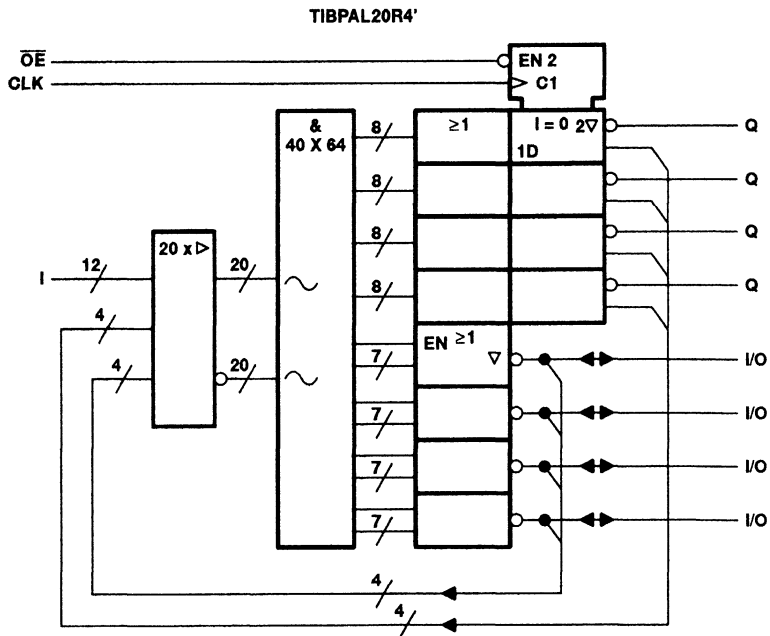 TIBPAL20R4'
OE
EN 2
CLK
C1
&
40 X 64
8
≥1
I = 0 2▽
Q
1D
8
Q
8
Q
20 x ▷
I
12
20
8
Q
4
EN ≥1
▽
7
I/O
4
20
7
I/O
7
I/O
7
I/O
4
4